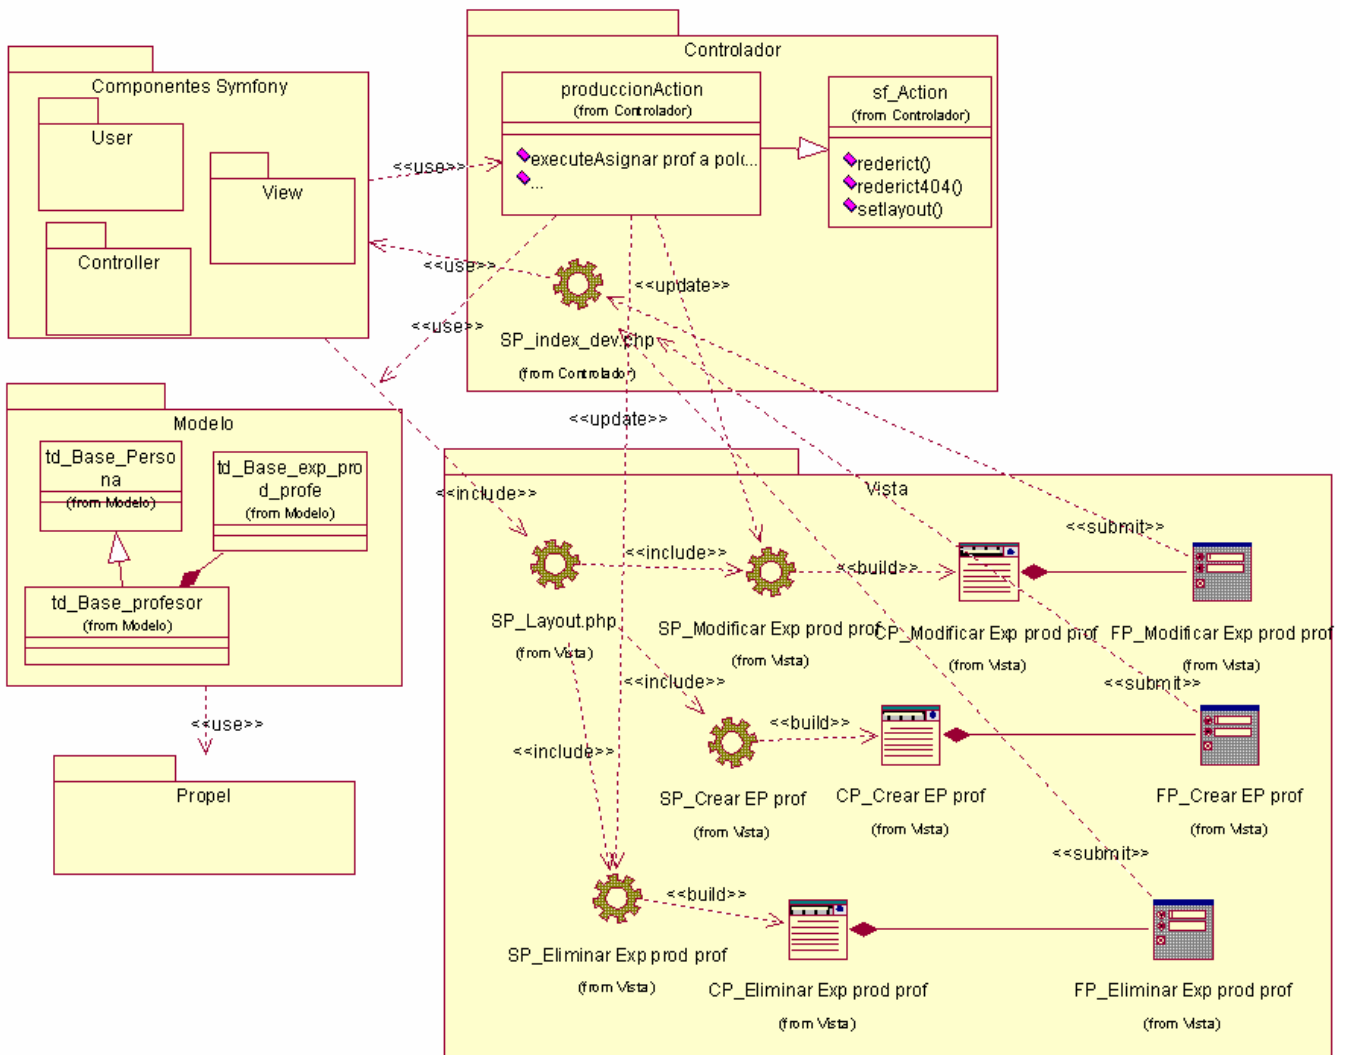 Controlador
Componentes Symfony
User
View
Controller
produccionAction
(from Controlador)
executeAsignar prof a polo...
...
sf_Action
(from Controlador)
rederict()
rederict404()
setlayout()
<<use>>
<<use>>
<<update>>
<<use>>
SP_index_dev.php
(from Controlador)
<<update>>
Modelo
td_Base_Perso
na
(from Modelo)
td_Base_exp_pro
d_profe
(from Modelo)
td_Base_profesor
(from Modelo)
<<use>>
Propel
Vista
<<include>>
<<include>>
<<build>>
<<submit>>
SP_Layout.php
(from Vista)
SP_Modificar Exp prod prof
(from Vista)
CP_Modificar Exp prod prof
(from Vista)
FP_Modificar Exp prod prof
(from Vista)
<<include>>
<<submit>>
<<include>>
<<build>>
SP_Crear EP prof
(from Vista)
CP_Crear EP prof
(from Vista)
FP_Crear EP prof
(from Vista)
<<submit>>
<<build>>
SP_Eliminar Exp prod prof
(from Vista)
CP_Eliminar Exp prod prof
(from Vista)
FP_Eliminar Exp prod prof
(from Vista)